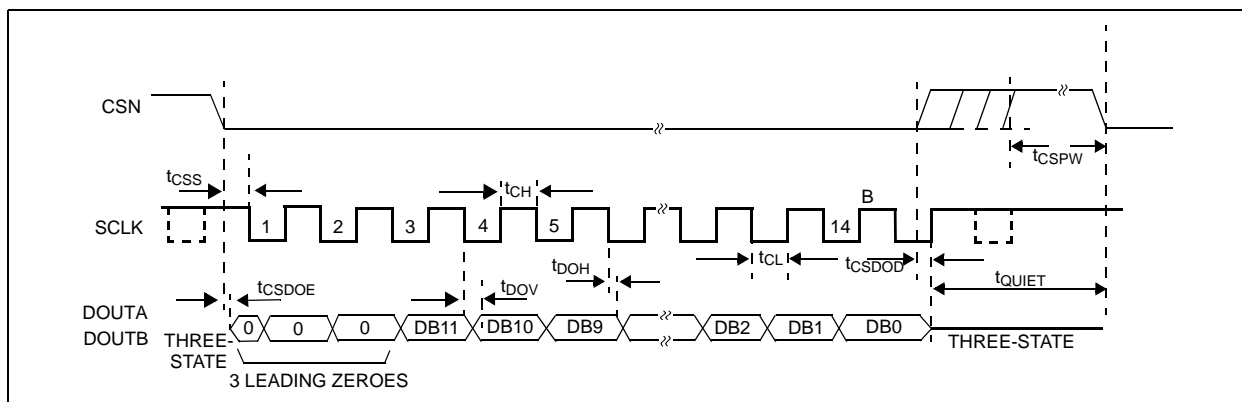 CSN
tCSPW
tCSS
tCH
B
SCLK
1 2 3 4 5 14
tCL
tCSDOD
tDOH
tCSDOE
tDOV
tQUIET
DOUTA
DOUTB
0 0 0 DB11 DB10 DB9 DB2 DB1 DB0
THREE-
STATE
THREE-STATE
3 LEADING ZEROES